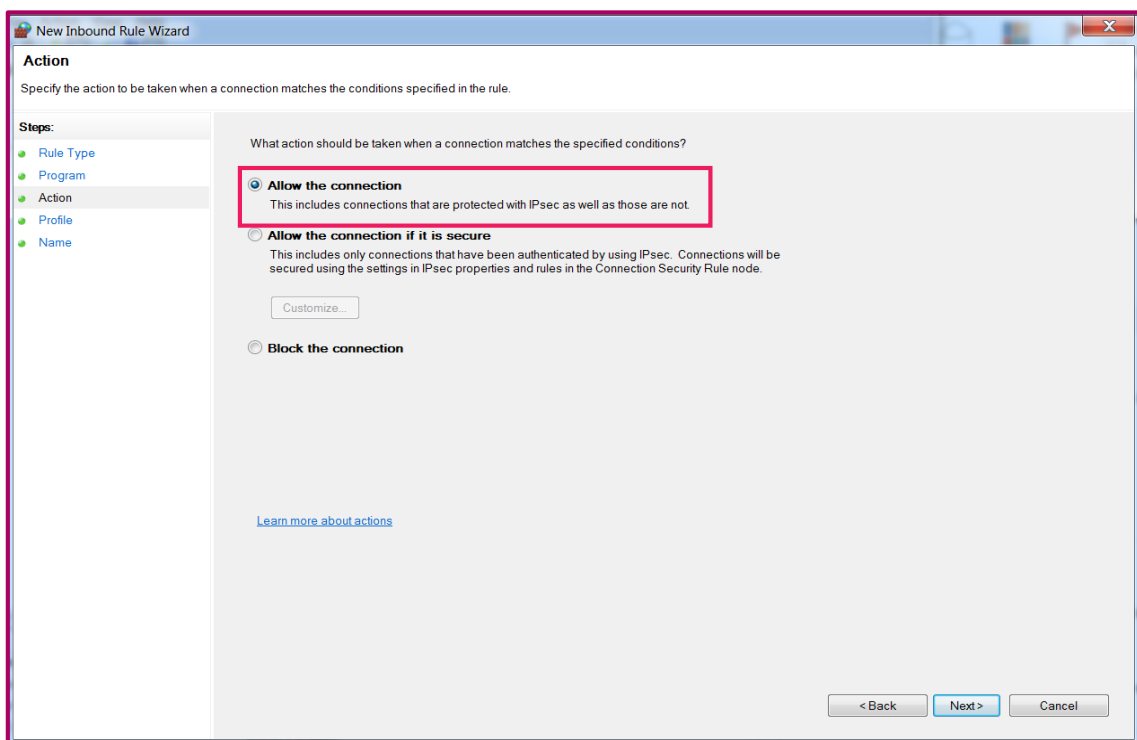 New Inbound Rule Wizard
Action
Specify the action to be taken when a connection matches the conditions specified in the rule.
Steps:
Rule Type
Program
Action
Profile
Name
What action should be taken when a connection matches the specified conditions?
Allow the connection
This includes connections that are protected with IPsec as well as those are not.
Allow the connection if it is secure
This includes only connections that have been authenticated by using IPsec. Connections will be
secured using the settings in IPsec properties and rules in the Connection Security Rule node.
Customize...
Block the connection
Learn more about actions
< Back
Next >
Cancel